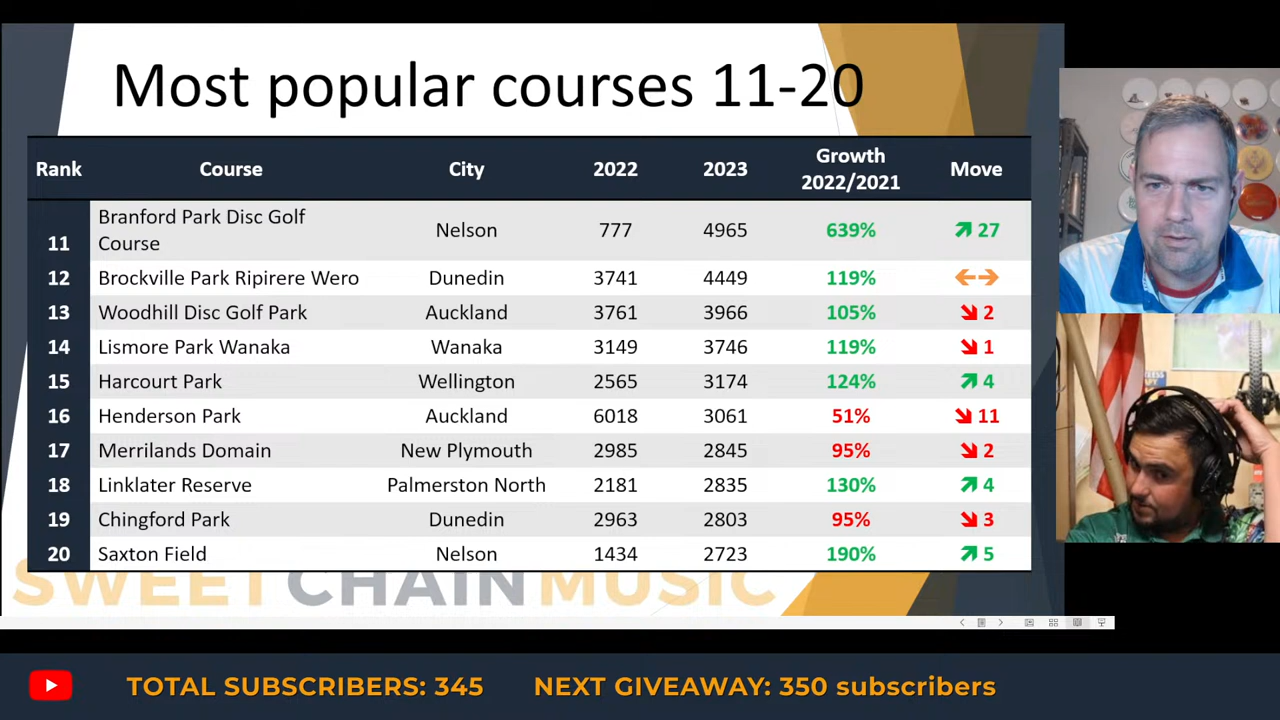 Most popular courses 11-20
Rank Course City 2022 2023 Growth 2022/2021 Move
11 Branford Park Disc Golf Course Nelson 777 4965 639% 27
12 Brockville Park Ripirere Wero Dunedin 3741 4449 119%
13 Woodhill Disc Golf Park Auckland 3761 3966 105% 2
14 Lismore Park Wanaka Wanaka 3149 3746 119% 1
15 Harcourt Park Wellington 2565 3174 124% 4
16 Henderson Park Auckland 6018 3061 51% 11
17 Merrilands Domain New Plymouth 2985 2845 95% 2
18 Linklater Reserve Palmerston North 2181 2835 130% 4
19 Chingford Park Dunedin 2963 2803 95% 3
20 Saxton Field Nelson 1434 2723 190% 5
SWEET CHAIN MUSIC
TOTAL SUBSCRIBERS: 345 NEXT GIVEAWAY: 350 subscribers